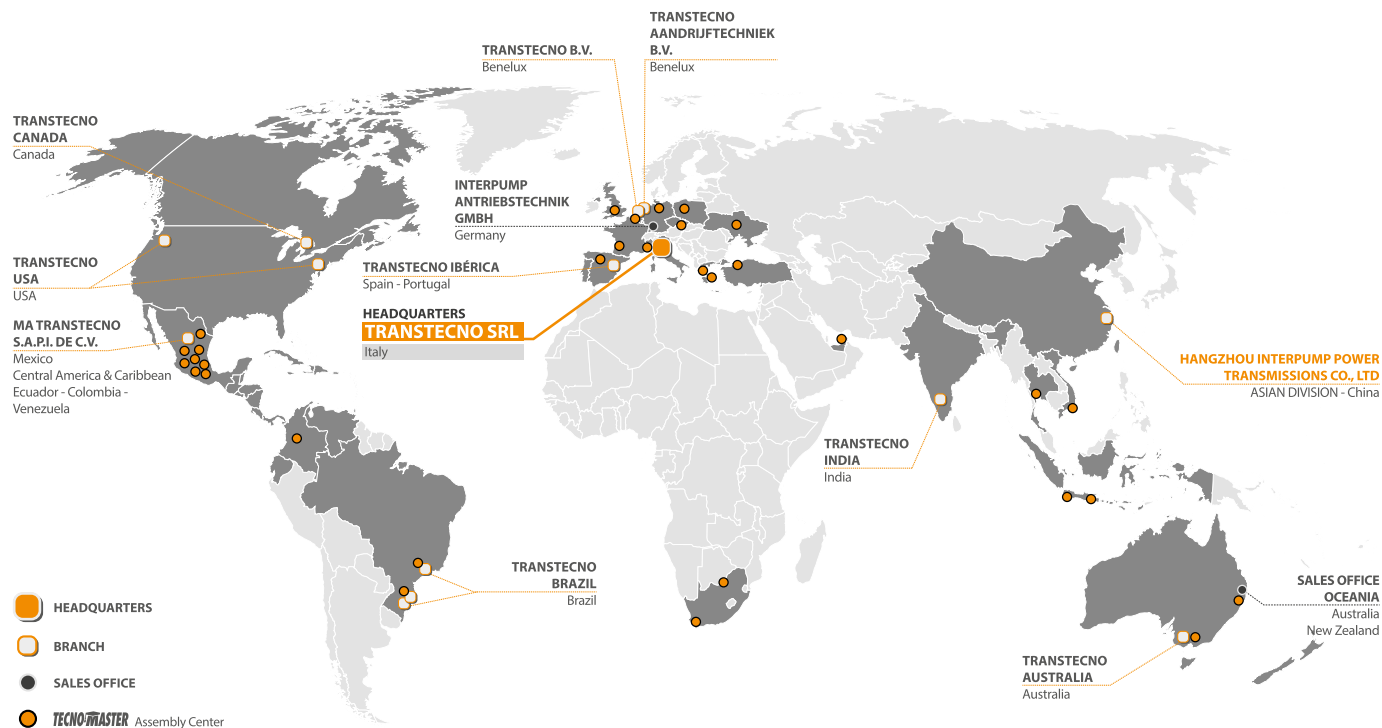 TRANSTECNO
AANDRIJFTECHNIEK
B.V.
Benelux
TRANSTECNO B.V.
Benelux
TRANSTECNO
CANADA
Canada
INTERPUMP
ANTRIEBSTECHNIK
GMBH
Germany
TRANSTECNO
USA
USA
TRANSTECNO IBÉRICA
Spain - Portugal
HEADQUARTERS
TRANSTECNO SRL
Italy
MA TRANSTECNO
S.A.P.I. DE C.V.
Mexico
Central America & Caribbean
Ecuador - Colombia -
Venezuela
HANGZHOU INTERPUMP POWER
TRANSMISSIONS CO., LTD
ASIAN DIVISION - China
TRANSTECNO
INDIA
India
TRANSTECNO
BRAZIL
Brazil
SALES OFFICE
OCEANIA
Australia
New Zealand
TRANSTECNO
AUSTRALIA
Australia
HEADQUARTERS
BRANCH
SALES OFFICE
TECNOMASTER Assembly Center